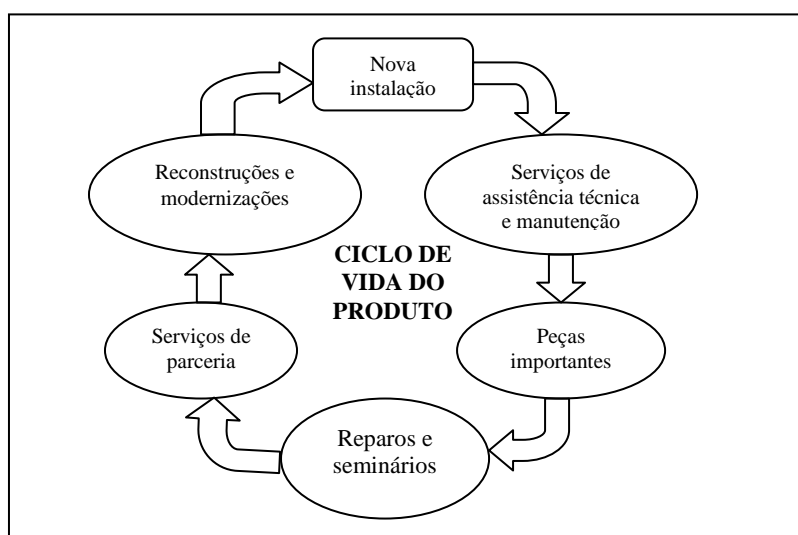 Nova
instalação
Serviços de
assistência técnica
e manutenção
Peças
importantes
Reparos e
seminários
Serviços de
parceria
Reconstruções e
modernizações
CICLO DE
VIDA DO
PRODUTO